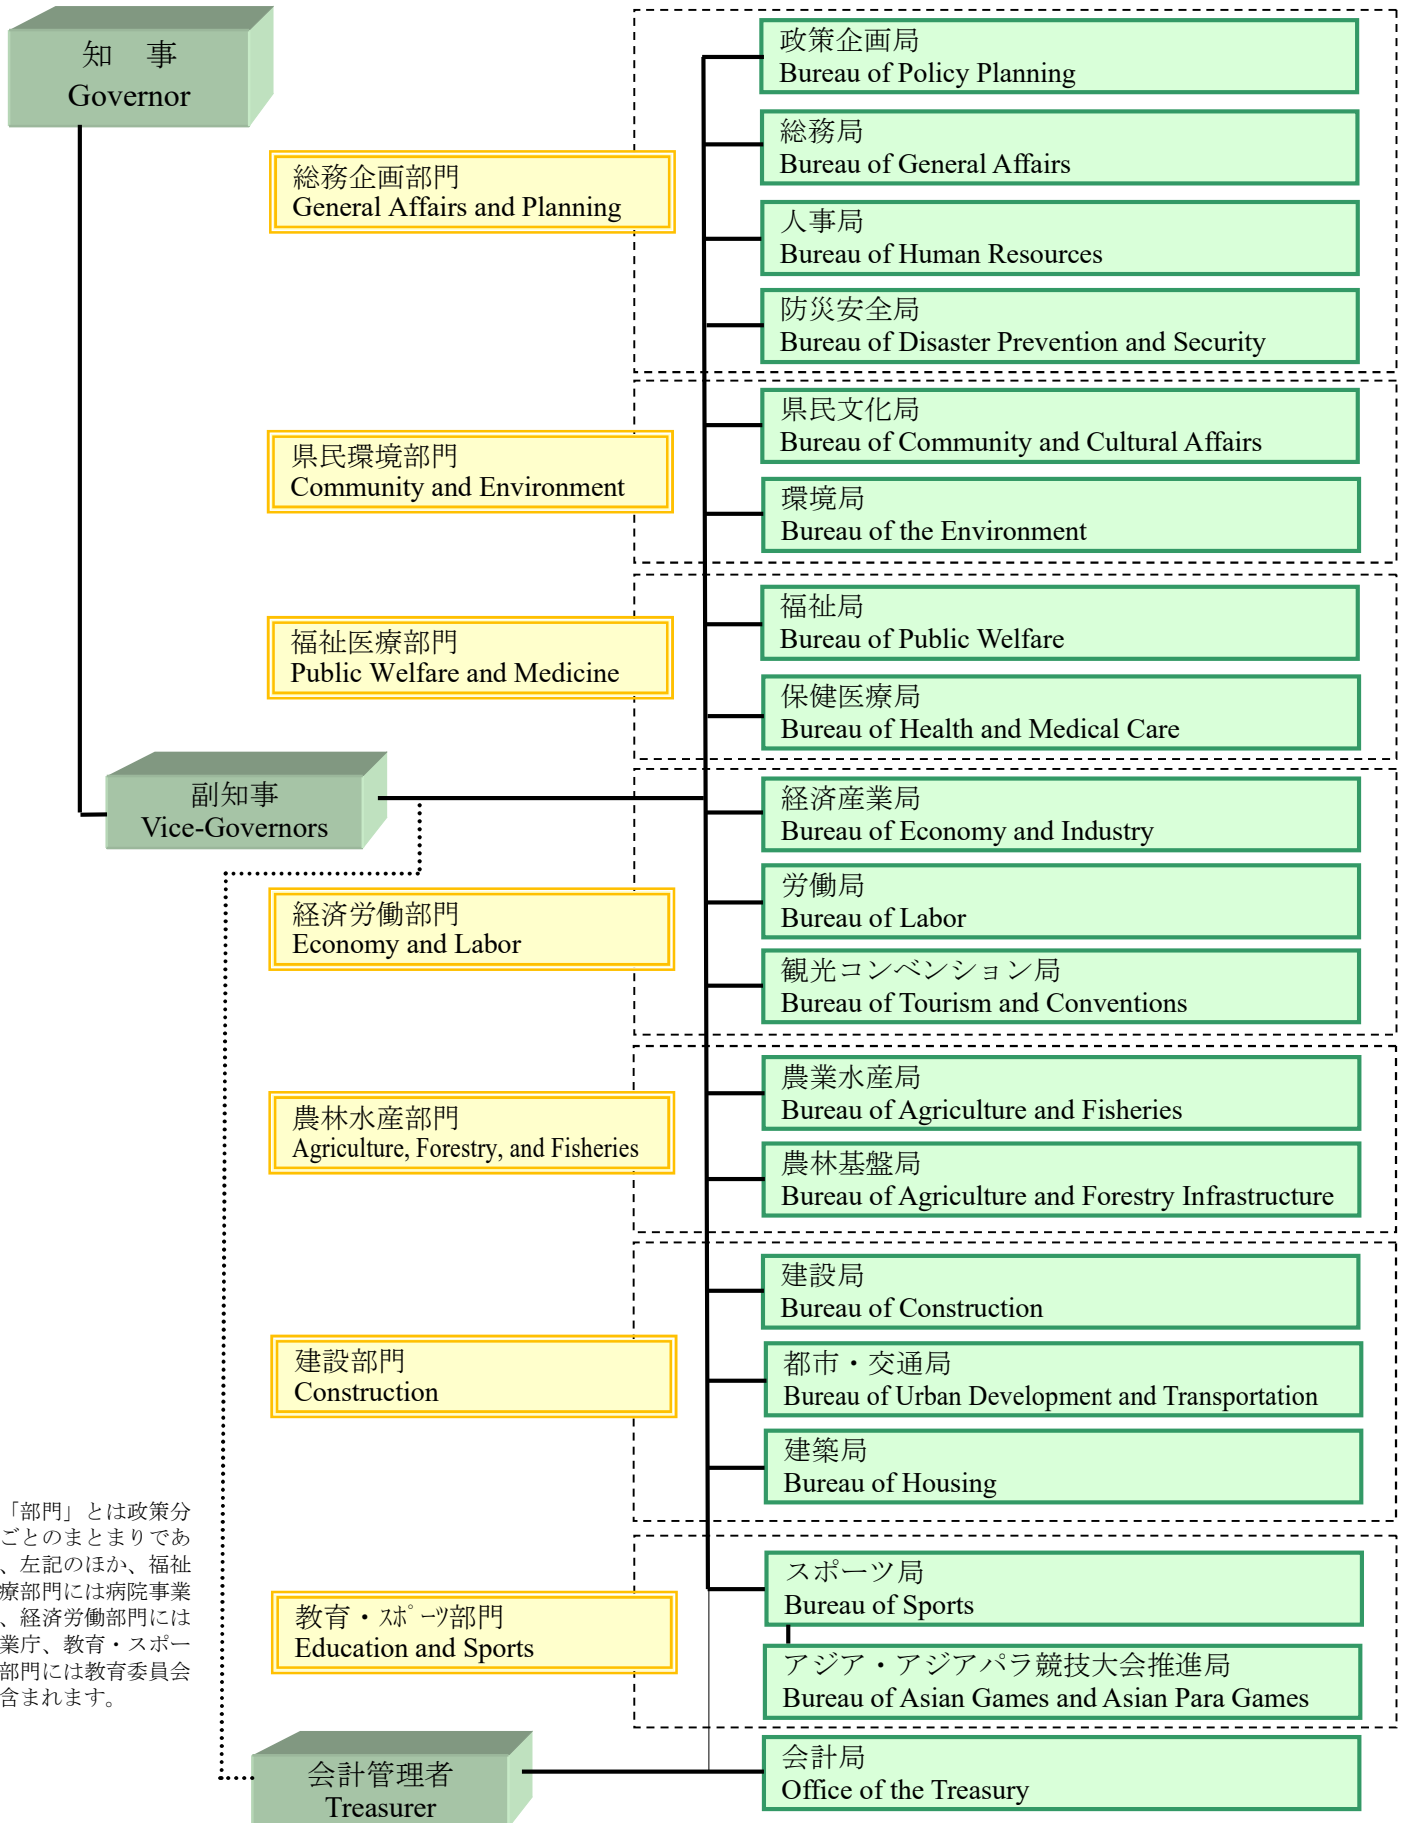 知 事
Governor
総務企画部門
General Affairs and Planning
政策企画局
Bureau of Policy Planning
総務局
Bureau of General Affairs
人事局
Bureau of Human Resources
防災安全局
Bureau of Disaster Prevention and Security
県民環境部門
Community and Environment
県民文化局
Bureau of Community and Cultural Affairs
環境局
Bureau of the Environment
福祉医療部門
Public Welfare and Medicine
福祉局
Bureau of Public Welfare
保健医療局
Bureau of Health and Medical Care
副知事
Vice-Governors
経済労働部門
Economy and Labor
経済産業局
Bureau of Economy and Industry
労働局
Bureau of Labor
観光コンベンション局
Bureau of Tourism and Conventions
農林水産部門
Agriculture, Forestry, and Fisheries
農業水産局
Bureau of Agriculture and Fisheries
農林基盤局
Bureau of Agriculture and Forestry Infrastructure
建設部門
Construction
建設局
Bureau of Construction
都市・交通局
Bureau of Urban Development and Transportation
建築局
Bureau of Housing
「部門」とは政策分
ごとのまとまりであ
、左記のほか、福祉
療部門には病院事業
、経済労働部門には
業庁、教育・スポー
部門には教育委員会
含まれます。
教育・ｽﾎﾟｰﾂ部門
Education and Sports
スポーツ局
Bureau of Sports
アジア・アジアパラ競技大会推進局
Bureau of Asian Games and Asian Para Games
会計管理者
Treasurer
会計局
Office of the Treasury